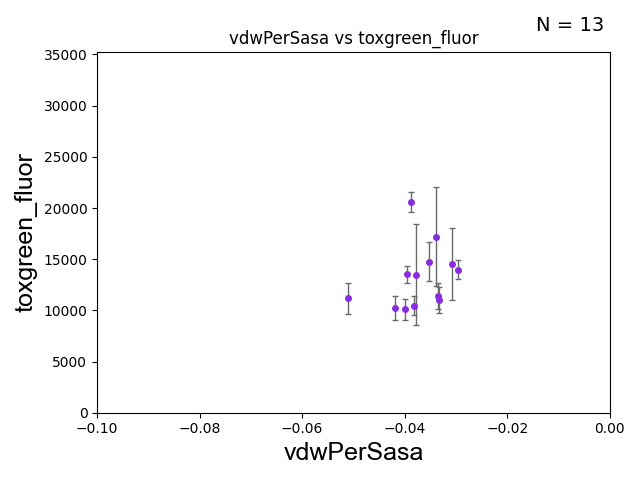 N = 13
vdwPerSasa vs toxgreen_fluor
35000
30000
25000
20000
15000
10000
5000
0
toxgreen_fluor
−0.10 −0.08 −0.06 −0.04 −0.02 0.00
vdwPerSasa